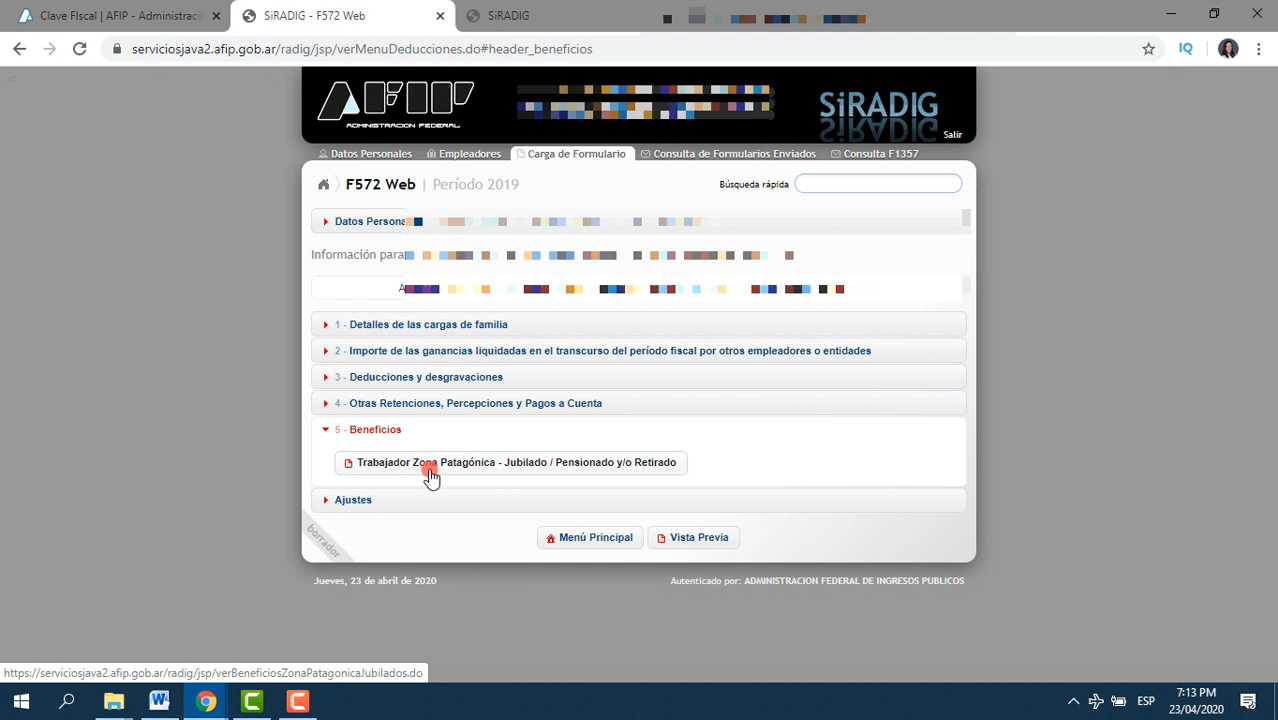 Clave FIscal | AFIP - Administraci
SiRADIG - F572 Web
SiRADIG
serviciosjava2.afip.gob.ar/radig/jsp/verMenuDeducciones.do#header_beneficios
IQ
AFIP
ADMINISTRACION FEDERAL
SiRADIG
Salir
Datos Personales
Empleadores
Carga de Formulario
Consulta de Formularios Enviados
Consulta F1357
F572 Web | Período 2019
Búsqueda rápida
Datos Persona
Información para
A
1 - Detalles de las cargas de familia
2 - Importe de las ganancias liquidadas en el transcurso del período fiscal por otros empleadores o entidades
3 - Deducciones y desgravaciones
4 - Otras Retenciones, Percepciones y Pagos a Cuenta
5 - Beneficios
Trabajador Zona Patagónica - Jubilado / Pensionado y/o Retirado
Ajustes
borrador
Menú Principal
Vista Previa
Jueves, 23 de abril de 2020
Autenticado por: ADMINISTRACION FEDERAL DE INGRESOS PUBLICOS
https://serviciosjava2.afip.gob.ar/radig/jsp/verBeneficiosZonaPatagonicaJubilados.do
ESP
7:13 PM
23/04/2020